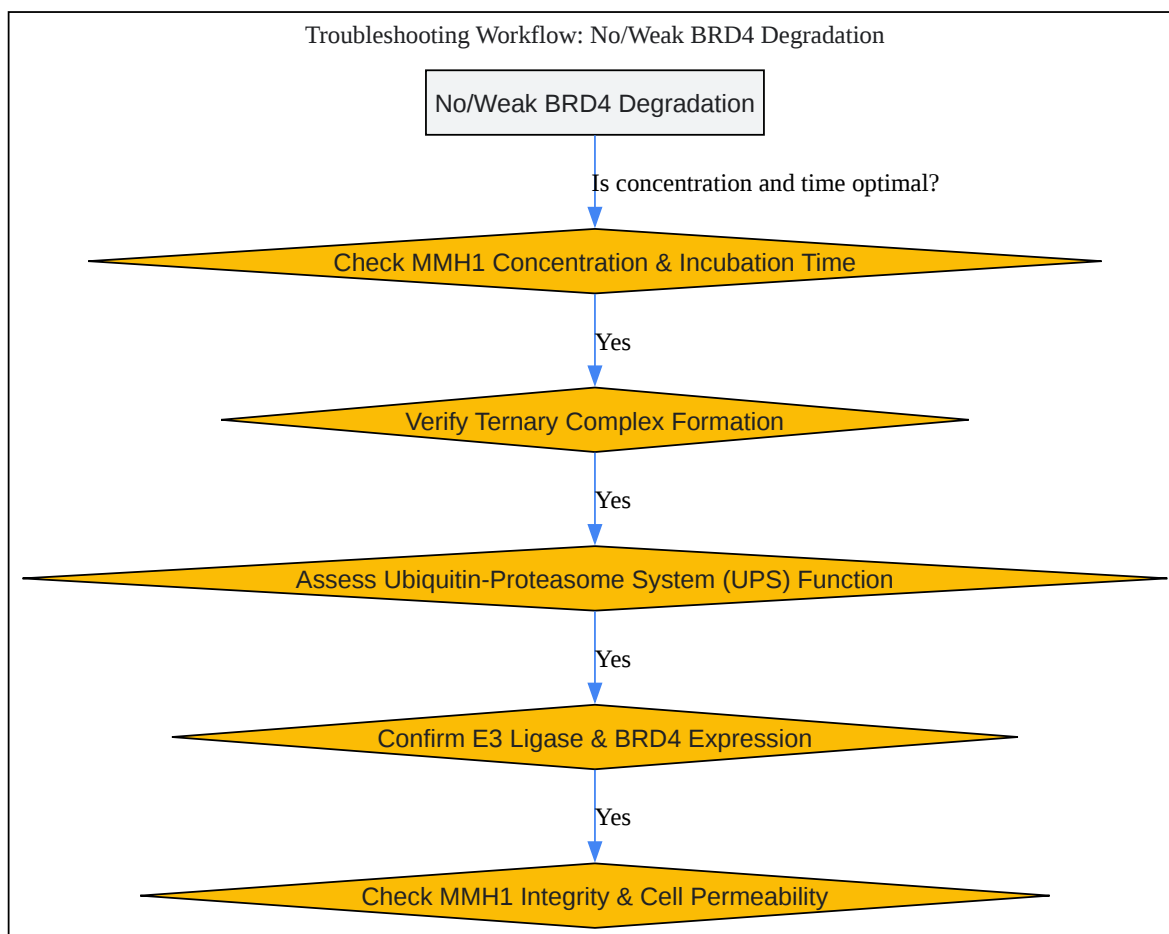 Troubleshooting Workflow: No/Weak BRD4 Degradation
No/Weak BRD4 Degradation
Is concentration and time optimal?
Check MMH1 Concentration & Incubation Time
Yes
Verify Ternary Complex Formation
Yes
Assess Ubiquitin-Proteasome System (UPS) Function
Yes
Confirm E3 Ligase & BRD4 Expression
Yes
Check MMH1 Integrity & Cell Permeability